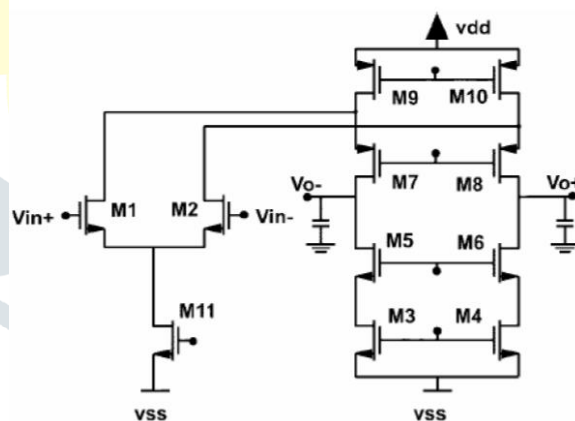 vdd
M9 M10
M7 M8
Vo- Vo+
Vin+ M1 M2 Vin-
M5 M6
M11
M3 M4
vss vss